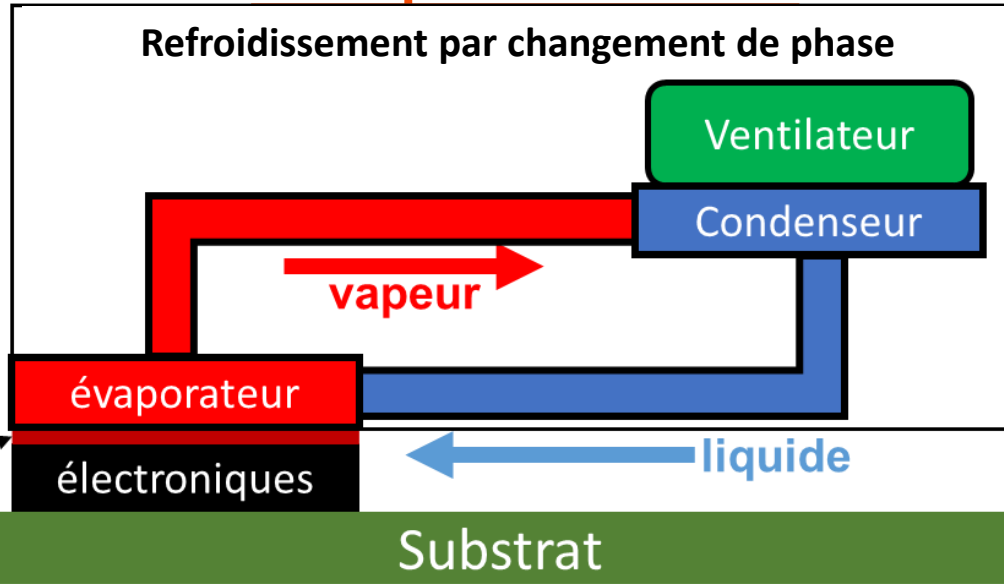 Refroidissement par changement de phase
Ventilateur
Condenseur
vapeur
évaporateur
liquide
électroniques
Substrat